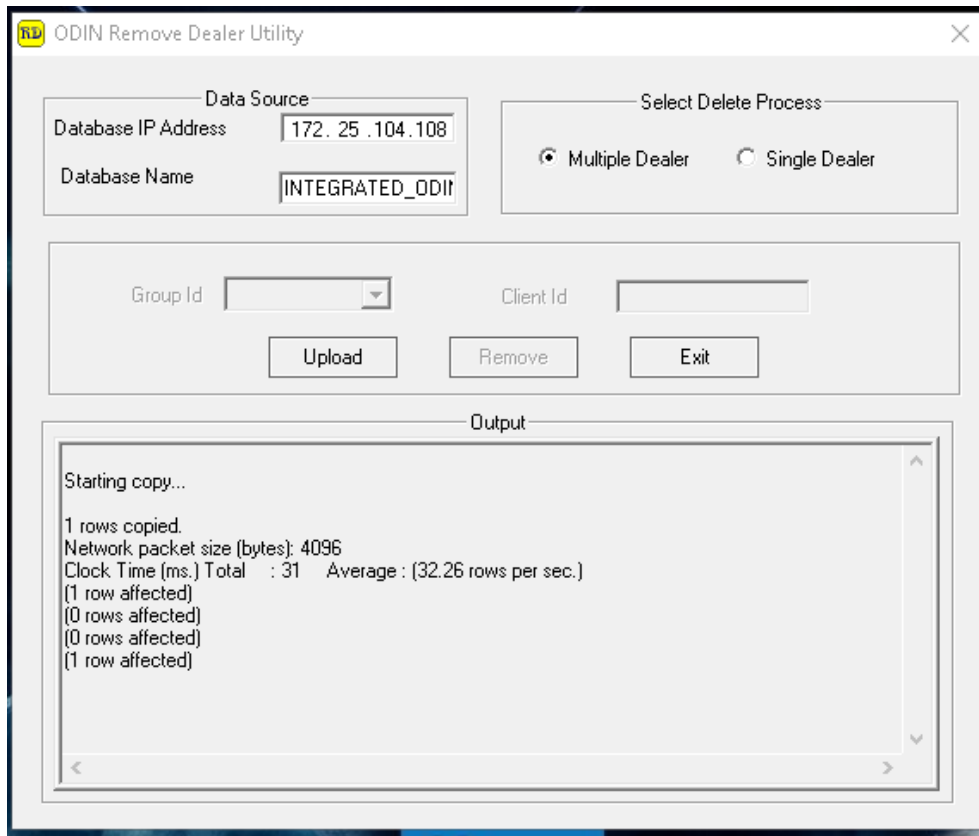 RD ODIN Remove Dealer Utility
Data Source
Database IP Address 172. 25 .104.108
Database Name INTEGRATED_ODIN
Select Delete Process
Multiple Dealer Single Dealer
Group Id Client Id
Upload Remove Exit
Output
Starting copy...
1 rows copied.
Network packet size (bytes): 4096
Clock Time (ms.) Total : 31 Average : (32.26 rows per sec.)
(1 row affected)
(0 rows affected)
(0 rows affected)
(1 row affected)